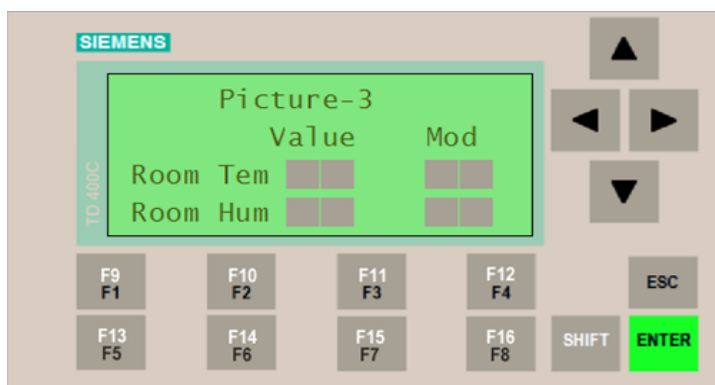 SIEMENS
TD 400C
Picture-3
Value Mod
Room Tem
Room Hum
F9 F10 F11 F12
F1 F2 F3 F4 ESC
F13 F14 F15 F16
F5 F6 F7 F8 SHIFT ENTER